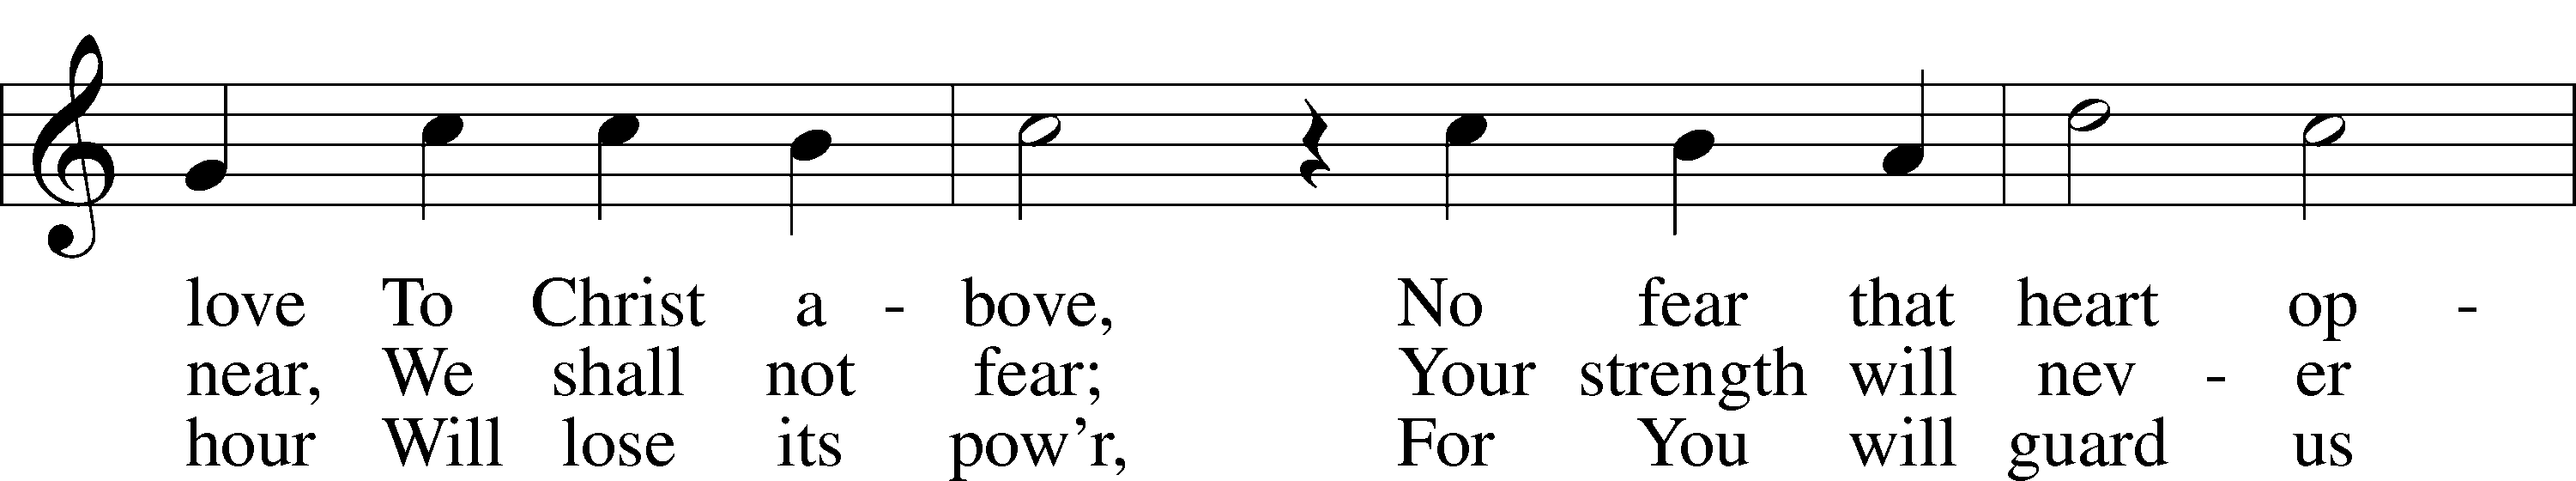 love To Christ a - bove, No fear that heart op -
near, We shall not fear; Your strength will nev - er
hour Will lose its pow'r, For You will guard us